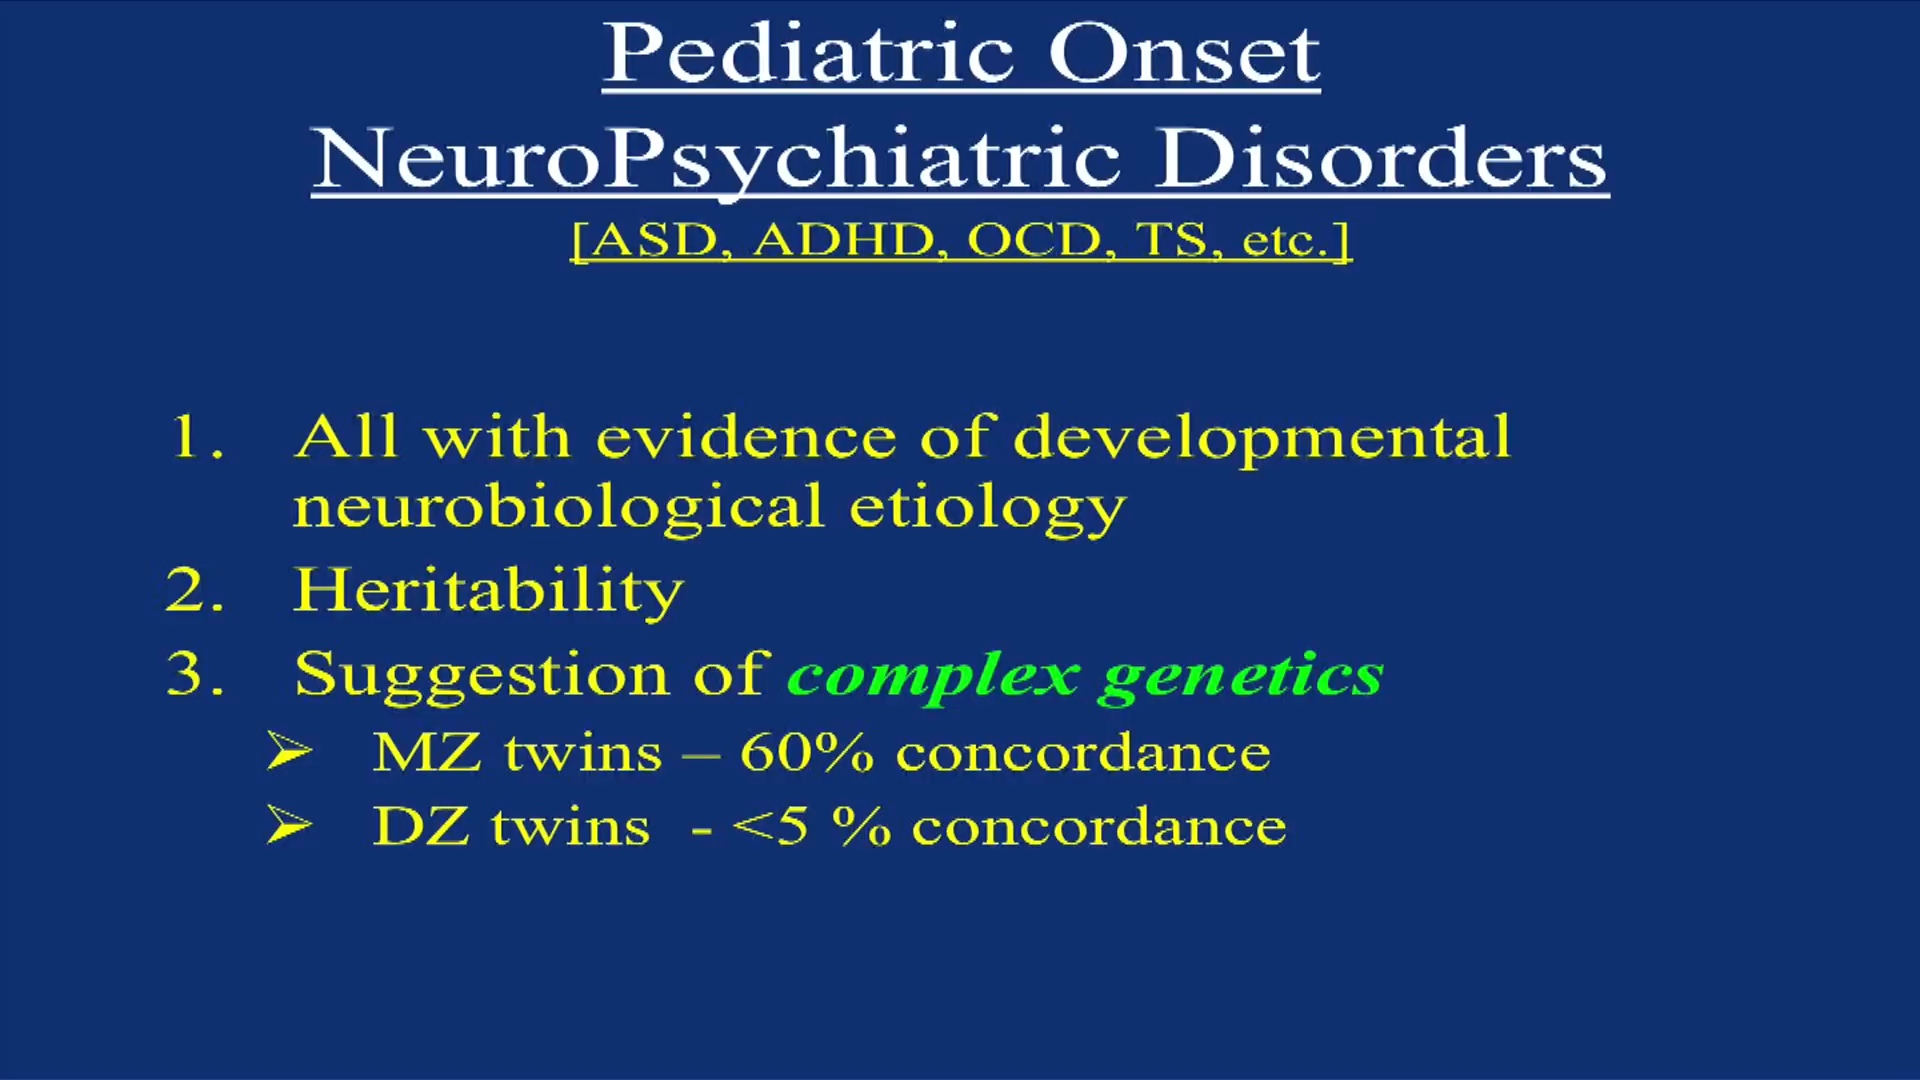 Pediatric Onset
NeuroPsychiatric Disorders
[ASD, ADHD, OCD, TS, etc.]
1. All with evidence of developmental
neurobiological etiology
2. Heritability
3. Suggestion of complex genetics
➢ MZ twins – 60% concordance
➢ DZ twins - <5 % concordance